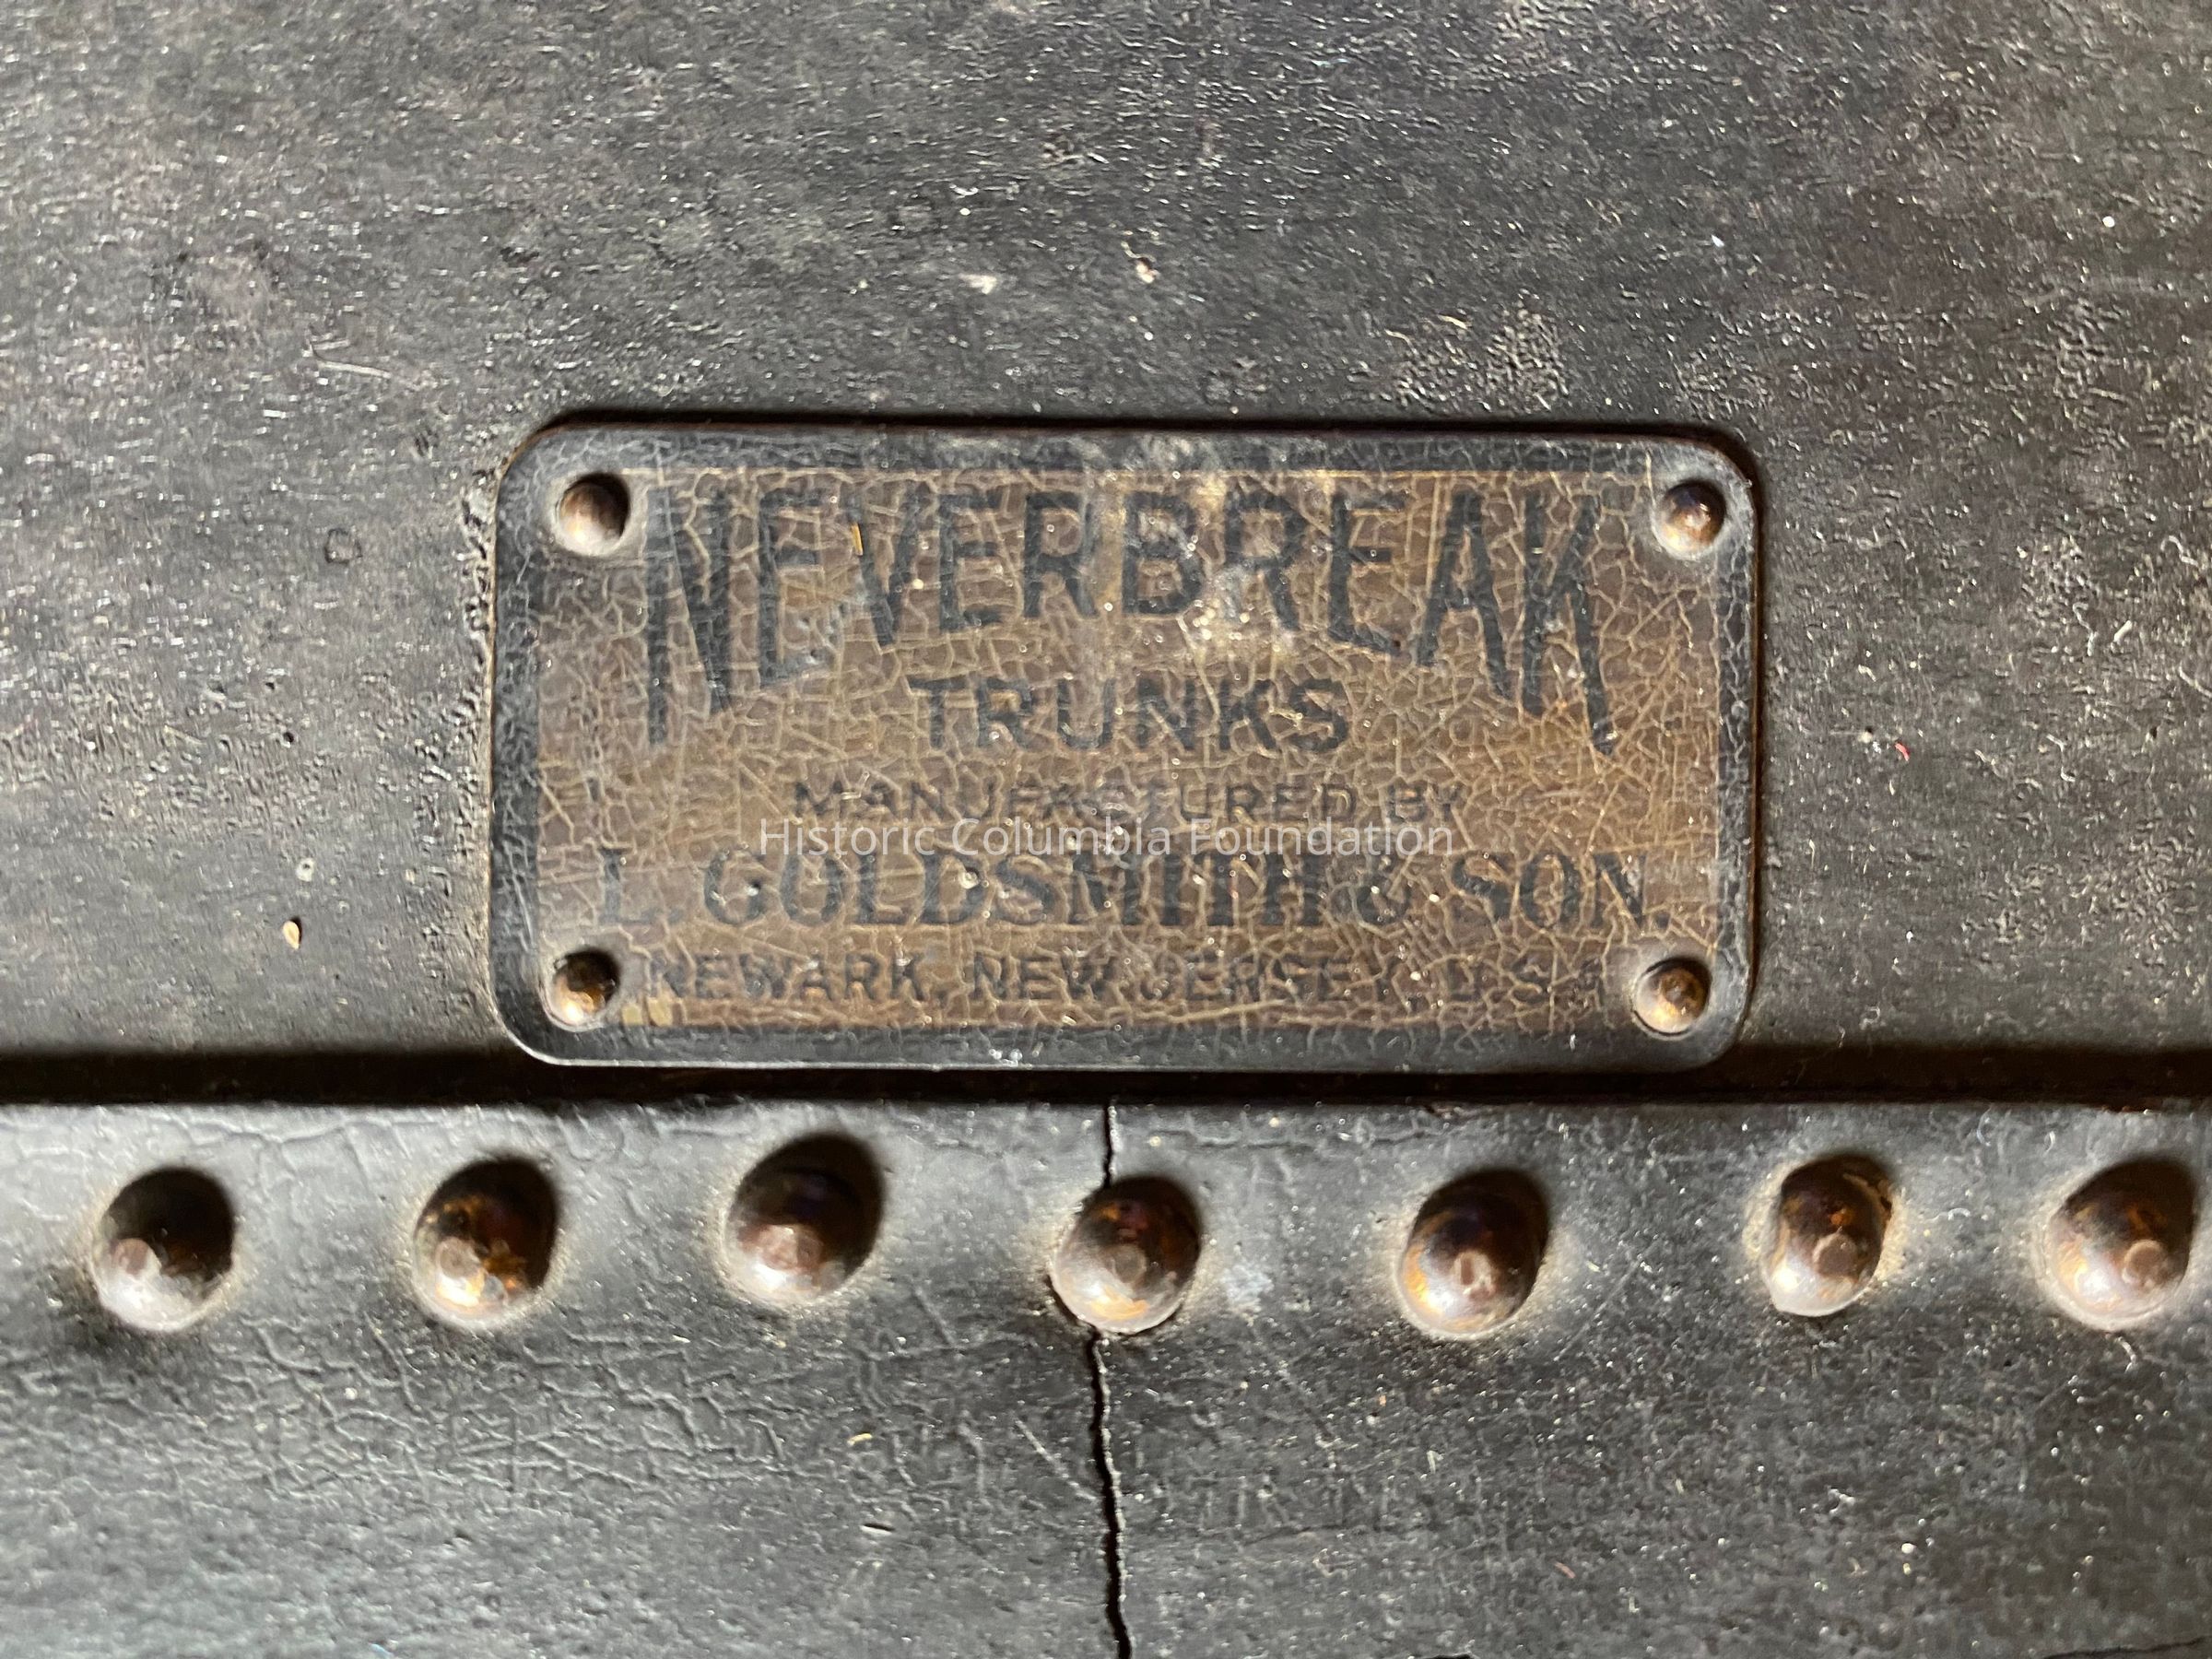 NEVERBREAK
TRUNKS
MANUFACTURED BY
Historic Columbia Foundation
L. GOLDSMITH & SON.
NEWARK, NEW JERSEY, U.S.A.